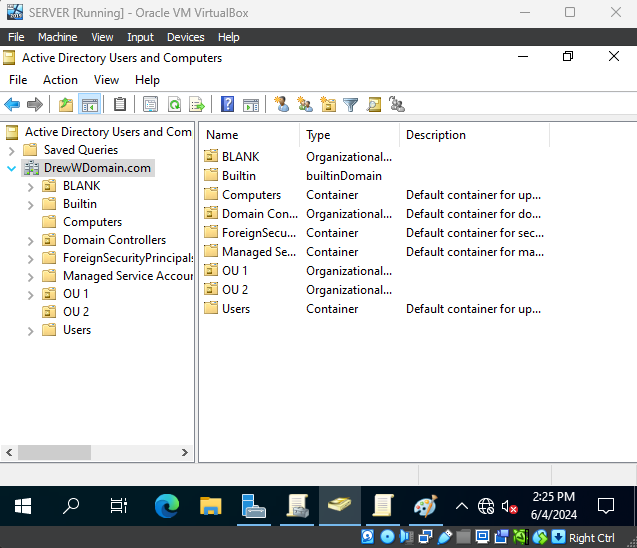 SERVER [Running] - Oracle VM VirtualBox
File Machine View Input Devices Help
Active Directory Users and Computers
File Action View Help
Active Directory Users and Com
Saved Queries
DrewWDomain.com
BLANK
Builtin
Computers
Domain Controllers
ForeignSecurityPrincipals
Managed Service Accour
OU 1
OU 2
Users
Name Type Description
BLANK Organizational...
Builtin builtinDomain
Computers Container Default container for up...
Domain Con... Organizational... Default container for do...
ForeignSecu... Container Default container for sec...
Managed Se... Container Default container for ma...
OU 1 Organizational...
OU 2 Organizational...
Users Container Default container for up...
2:25 PM
6/4/2024
Right Ctrl